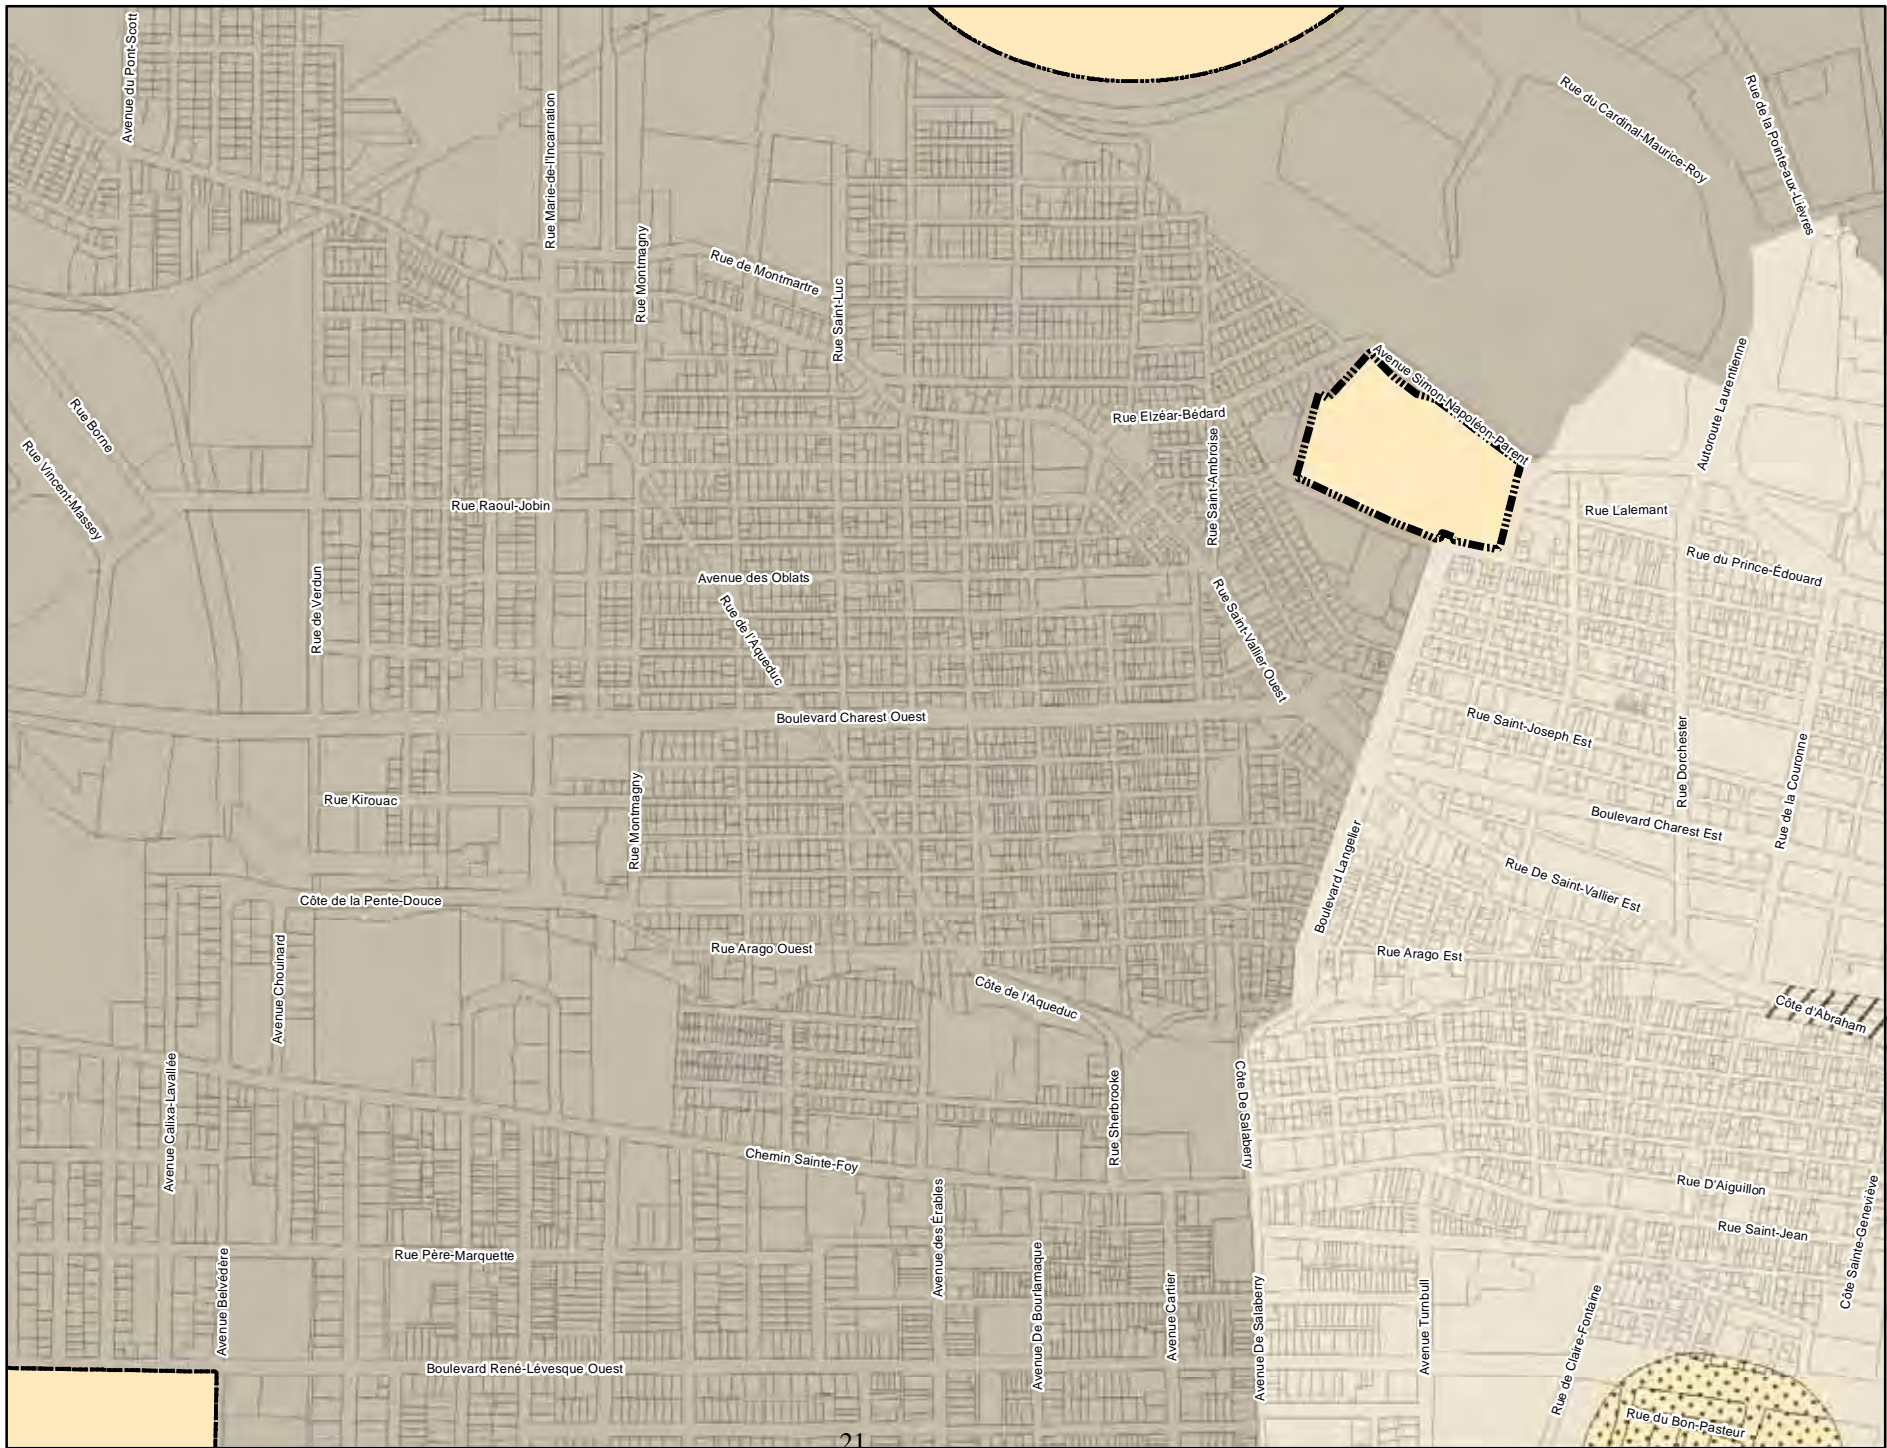 Avenue du Pont-Scott
Rue Marie-de-l'Incarnation
Rue du Cardinal-Maurice-Roy
Rue de la Pointe-aux-Lièvres
Rue Montmagny
Rue de Montmartre
Rue Saint-Luc
Avenue Simon-Napoléon-Parent
Autoroute Laurentienne
Rue Borne
Rue Vincent-Massey
Rue Elzéar-Bédard
Rue Saint-Ambroise
Rue Raoul-Jobin
Rue Lalemant
Rue du Prince-Édouard
Rue de Verdun
Avenue des Oblats
Rue de l'Aqueduc
Rue Saint-Vallier Ouest
Boulevard Charest Ouest
Rue Saint-Joseph Est
Rue Dorchester
Rue de la Couronne
Rue Kirouac
Rue Montmagny
Boulevard Charest Est
Boulevard Langelier
Rue De Saint-Vallier Est
Côte de la Pente-Douce
Avenue Chouinard
Rue Arago Ouest
Rue Arago Est
Côte de l'Aqueduc
Côte d'Abraham
Avenue Calixa-Lavallée
Rue Sherbrooke
Côte De Salaberry
Chemin Sainte-Foy
Rue D'Aiguillon
Avenue des Érables
Rue Saint-Jean
Côte Sainte-Geneviève
Rue Père-Marquette
Avenue Belvédère
Avenue De Bourlamaque
Avenue Cartier
Avenue De Salaberry
Avenue Turnbull
Rue de Claire-Fontaine
Boulevard René-Lévesque Ouest
Rue du Bon-Pasteur
21